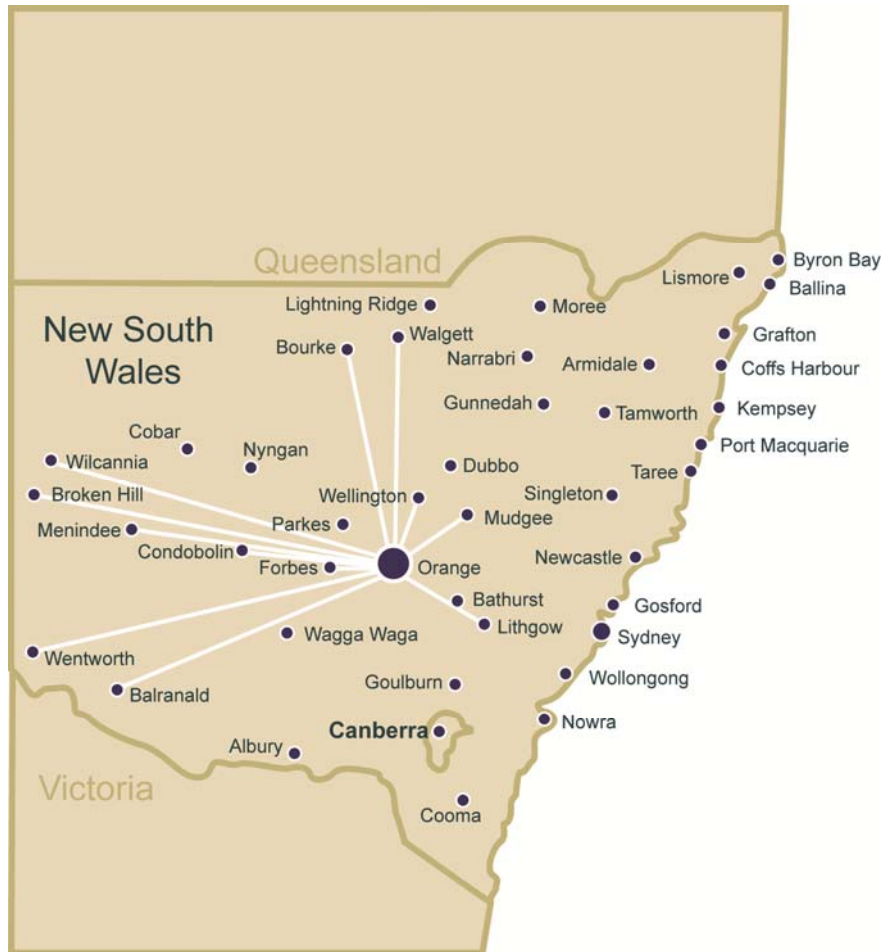 Queensland
Byron Bay
Lismore
Ballina
Lightning Ridge
Moree
New South
Wales
Walgett
Grafton
Bourke
Narrabri
Armidale
Coffs Harbour
Gunnedah
Tamworth
Kempsey
Cobar
Nyngan
Port Macquarie
Wilcannia
Dubbo
Taree
Broken Hill
Wellington
Singleton
Mudgee
Menindee
Parkes
Condobolin
Newcastle
Forbes
Orange
Bathurst
Gosford
Lithgow
Wagga Waga
Sydney
Wentworth
Wollongong
Balranald
Goulburn
Nowra
Canberra
Albury
Victoria
Cooma